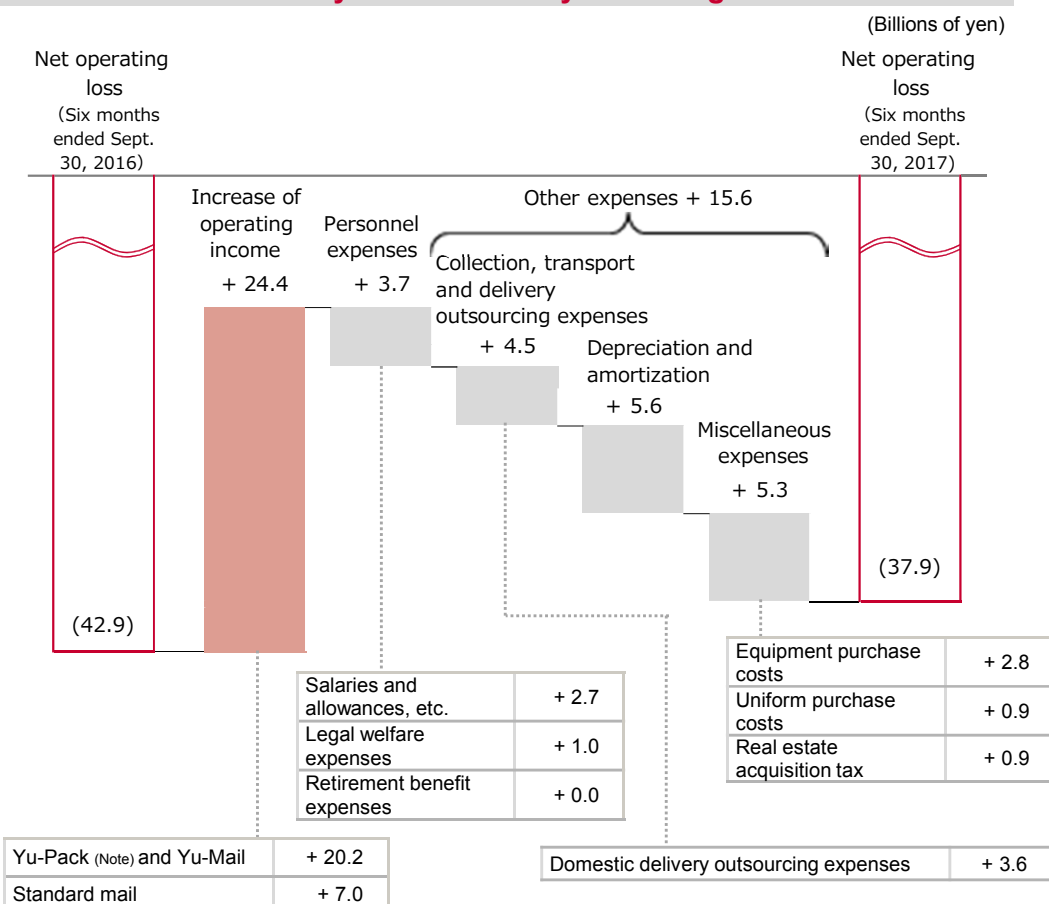 (Billions of yen)
Net operating
loss
(Six months
ended Sept.
30, 2016)
Net operating
loss
(Six months
ended Sept.
30, 2017)
Increase of
operating
income
+ 24.4
Personnel
expenses
+ 3.7
Other expenses + 15.6
Collection, transport
and delivery
outsourcing expenses
+ 4.5
Depreciation and
amortization
+ 5.6
Miscellaneous
expenses
+ 5.3
(42.9)
(37.9)
Equipment purchase
costs
+ 2.8
Uniform purchase
costs
+ 0.9
Real estate
acquisition tax
+ 0.9
Salaries and
allowances, etc.
+ 2.7
Legal welfare
expenses
+ 1.0
Retirement benefit
expenses
+ 0.0
Yu-Pack (Note) and Yu-Mail + 20.2
Standard mail + 7.0
Domestic delivery outsourcing expenses + 3.6